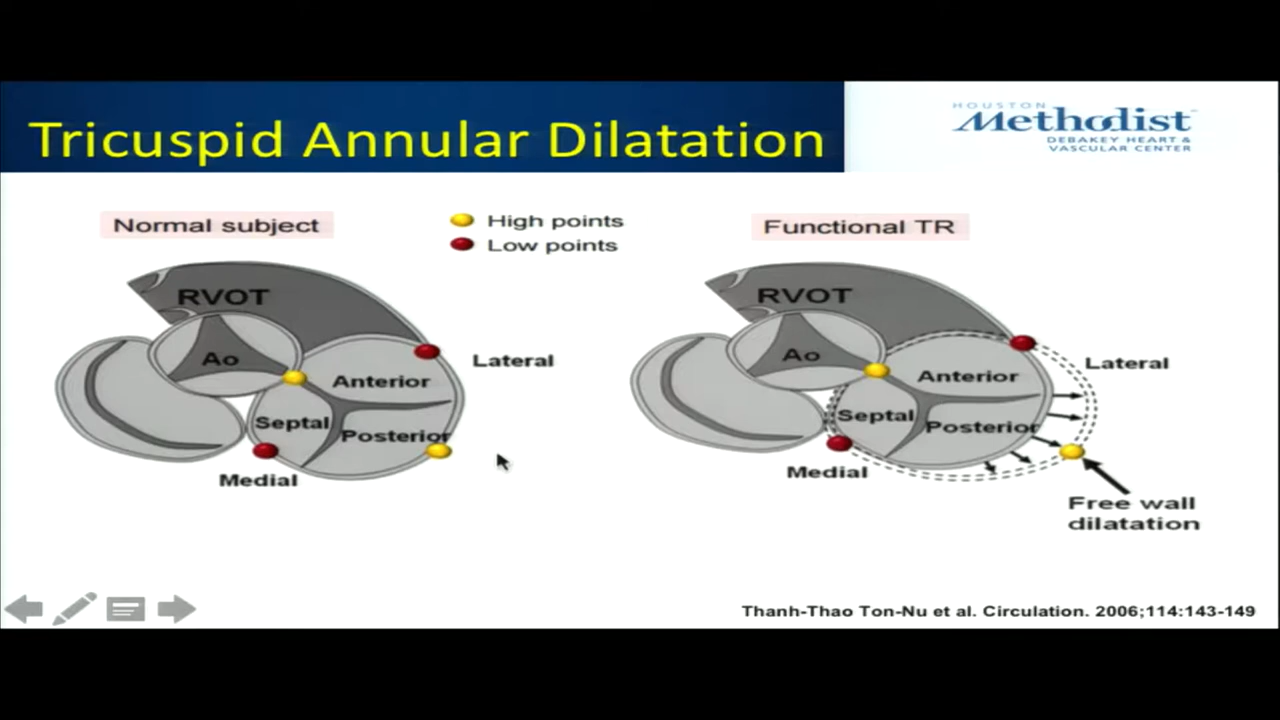 Tricuspid Annular Dilatation
HOUSTON
Methodist
DEBAKEY HEART &
VASCULAR CENTER
Normal subject
High points
Low points
Functional TR
RVOT
Ao
Anterior
Septal
Posterior
Lateral
Medial
RVOT
Ao
Anterior
Septal
Posterior
Lateral
Medial
Free wall
dilatation
Thanh-Thao Ton-Nu et al. Circulation. 2006;114:143-149